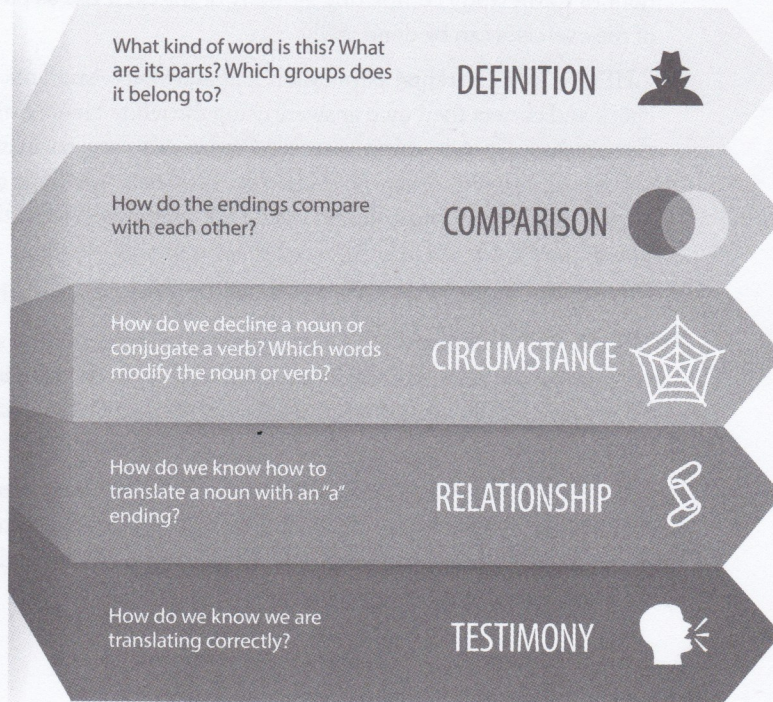 What kind of word is this? What
are its parts? Which groups does
it belong to?
DEFINITION
How do the endings compare
with each other?
COMPARISON
How do we decline a noun or
conjugate a verb? Which words
modify the noun or verb?
CIRCUMSTANCE
How do we know how to
translate a noun with an "a"
ending?
RELATIONSHIP
How do we know we are
translating correctly?
TESTIMONY